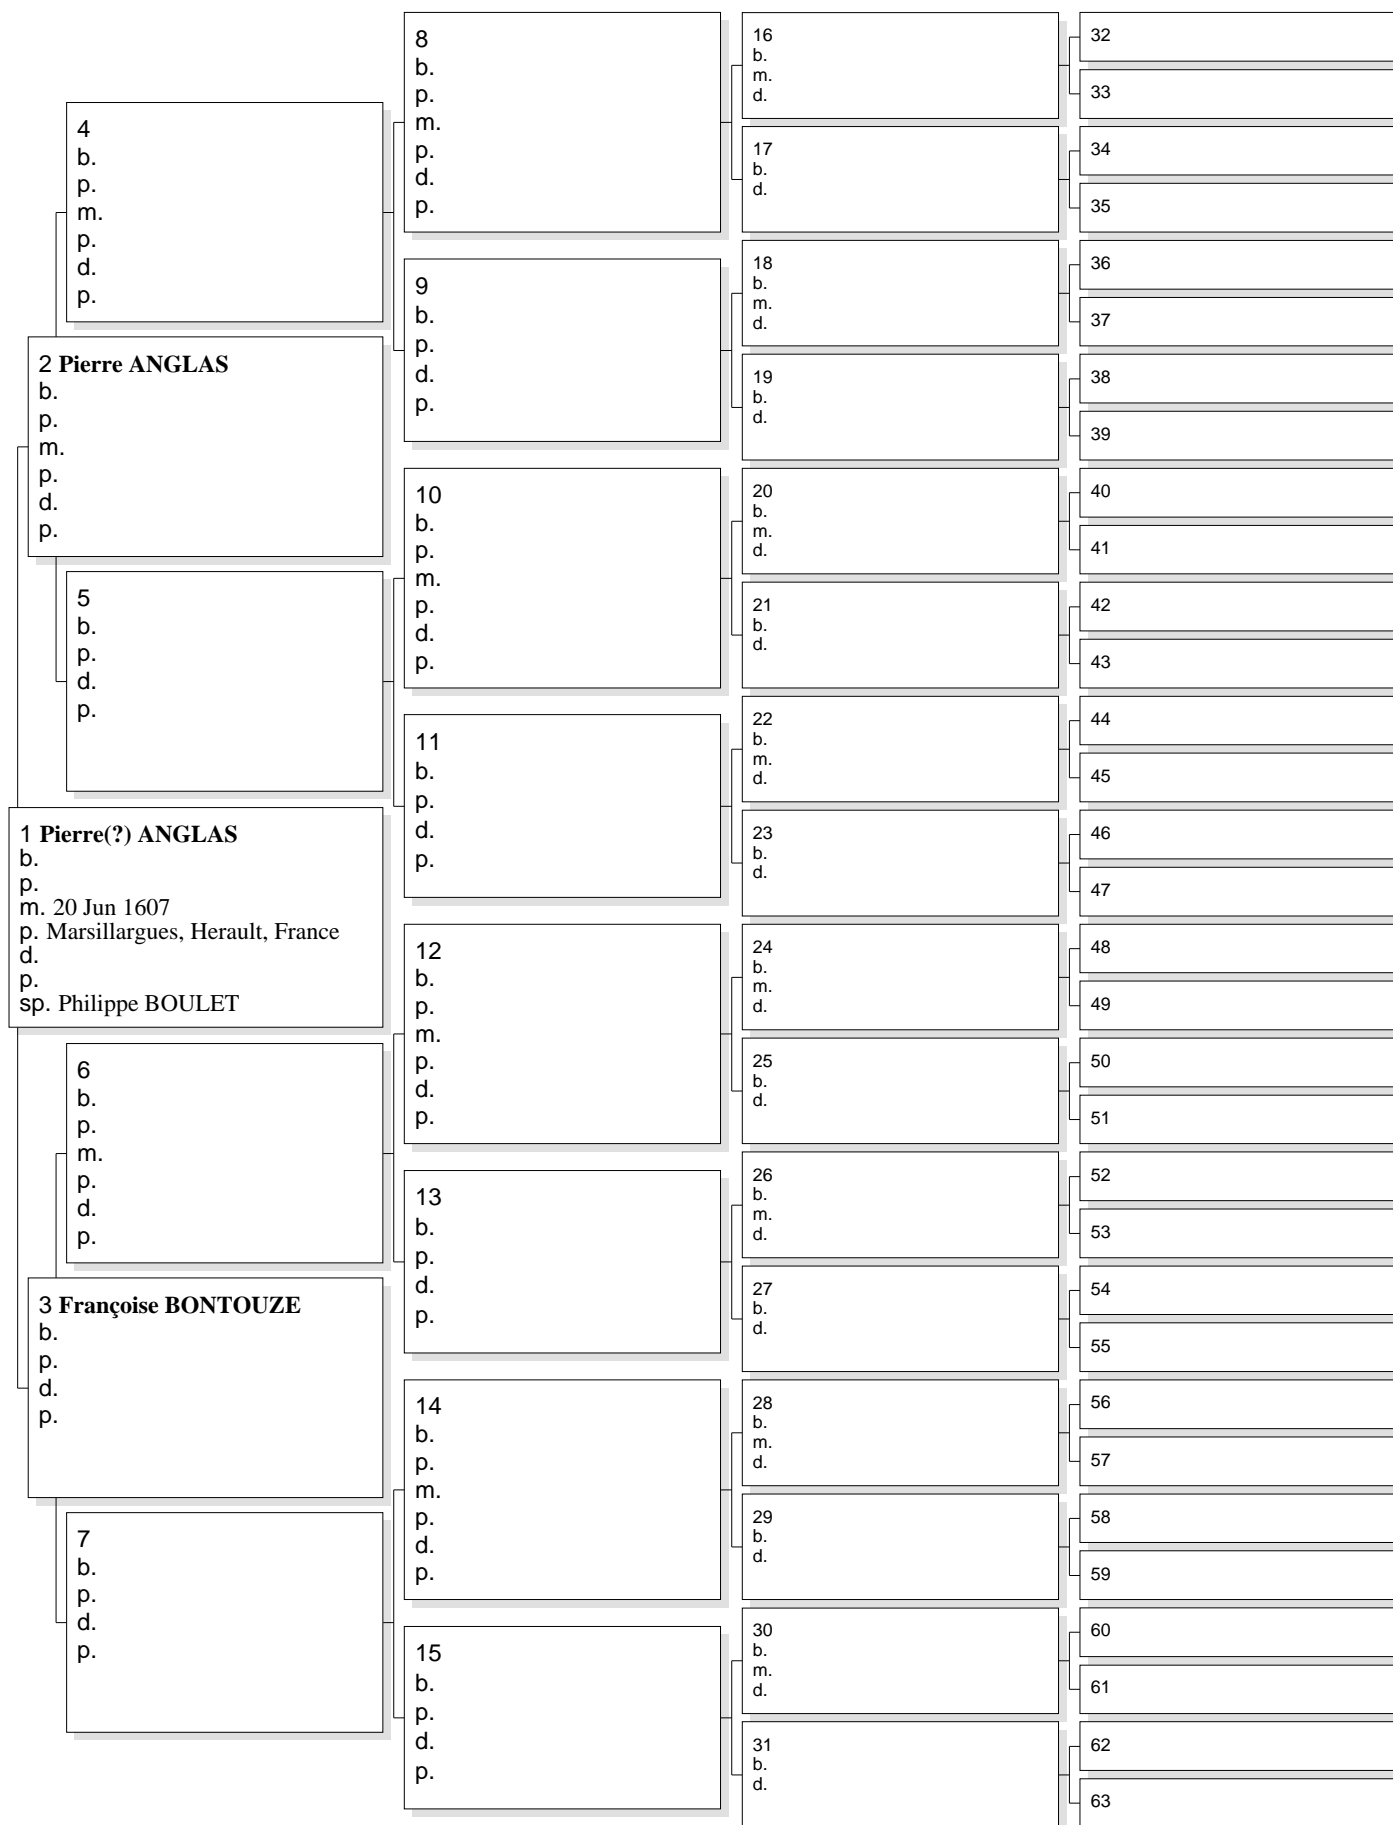 4
b.
p.
m.
p.
d.
p.
2 Pierre ANGLAS
b.
p.
m.
p.
d.
p.
5
b.
p.
d.
p.
1 Pierre(?) ANGLAS
b.
p.
m. 20 Jun 1607
p. Marsillargues, Herault, France
d.
p.
sp. Philippe BOULET
6
b.
p.
m.
p.
d.
p.
3 Françoise BONTOUZE
b.
p.
d.
p.
7
b.
p.
d.
p.
8
b.
p.
m.
p.
d.
p.
9
b.
p.
d.
p.
10
b.
p.
m.
p.
d.
p.
11
b.
p.
d.
p.
12
b.
p.
m.
p.
d.
p.
13
b.
p.
d.
p.
14
b.
p.
m.
p.
d.
p.
15
b.
p.
d.
p.
16
b.
m.
d.
17
b.
d.
18
b.
m.
d.
19
b.
d.
20
b.
m.
d.
21
b.
d.
22
b.
m.
d.
23
b.
d.
24
b.
m.
d.
25
b.
d.
26
b.
m.
d.
27
b.
d.
28
b.
m.
d.
29
b.
d.
30
b.
m.
d.
31
b.
d.
32
33
34
35
36
37
38
39
40
41
42
43
44
45
46
47
48
49
50
51
52
53
54
55
56
57
58
59
60
61
62
63